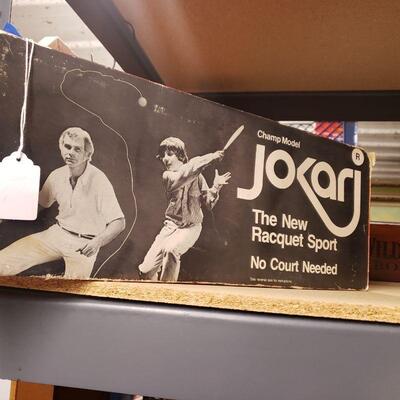 Champ Model
JOKARI
R
The New
Racquet Sport
No Court Needed